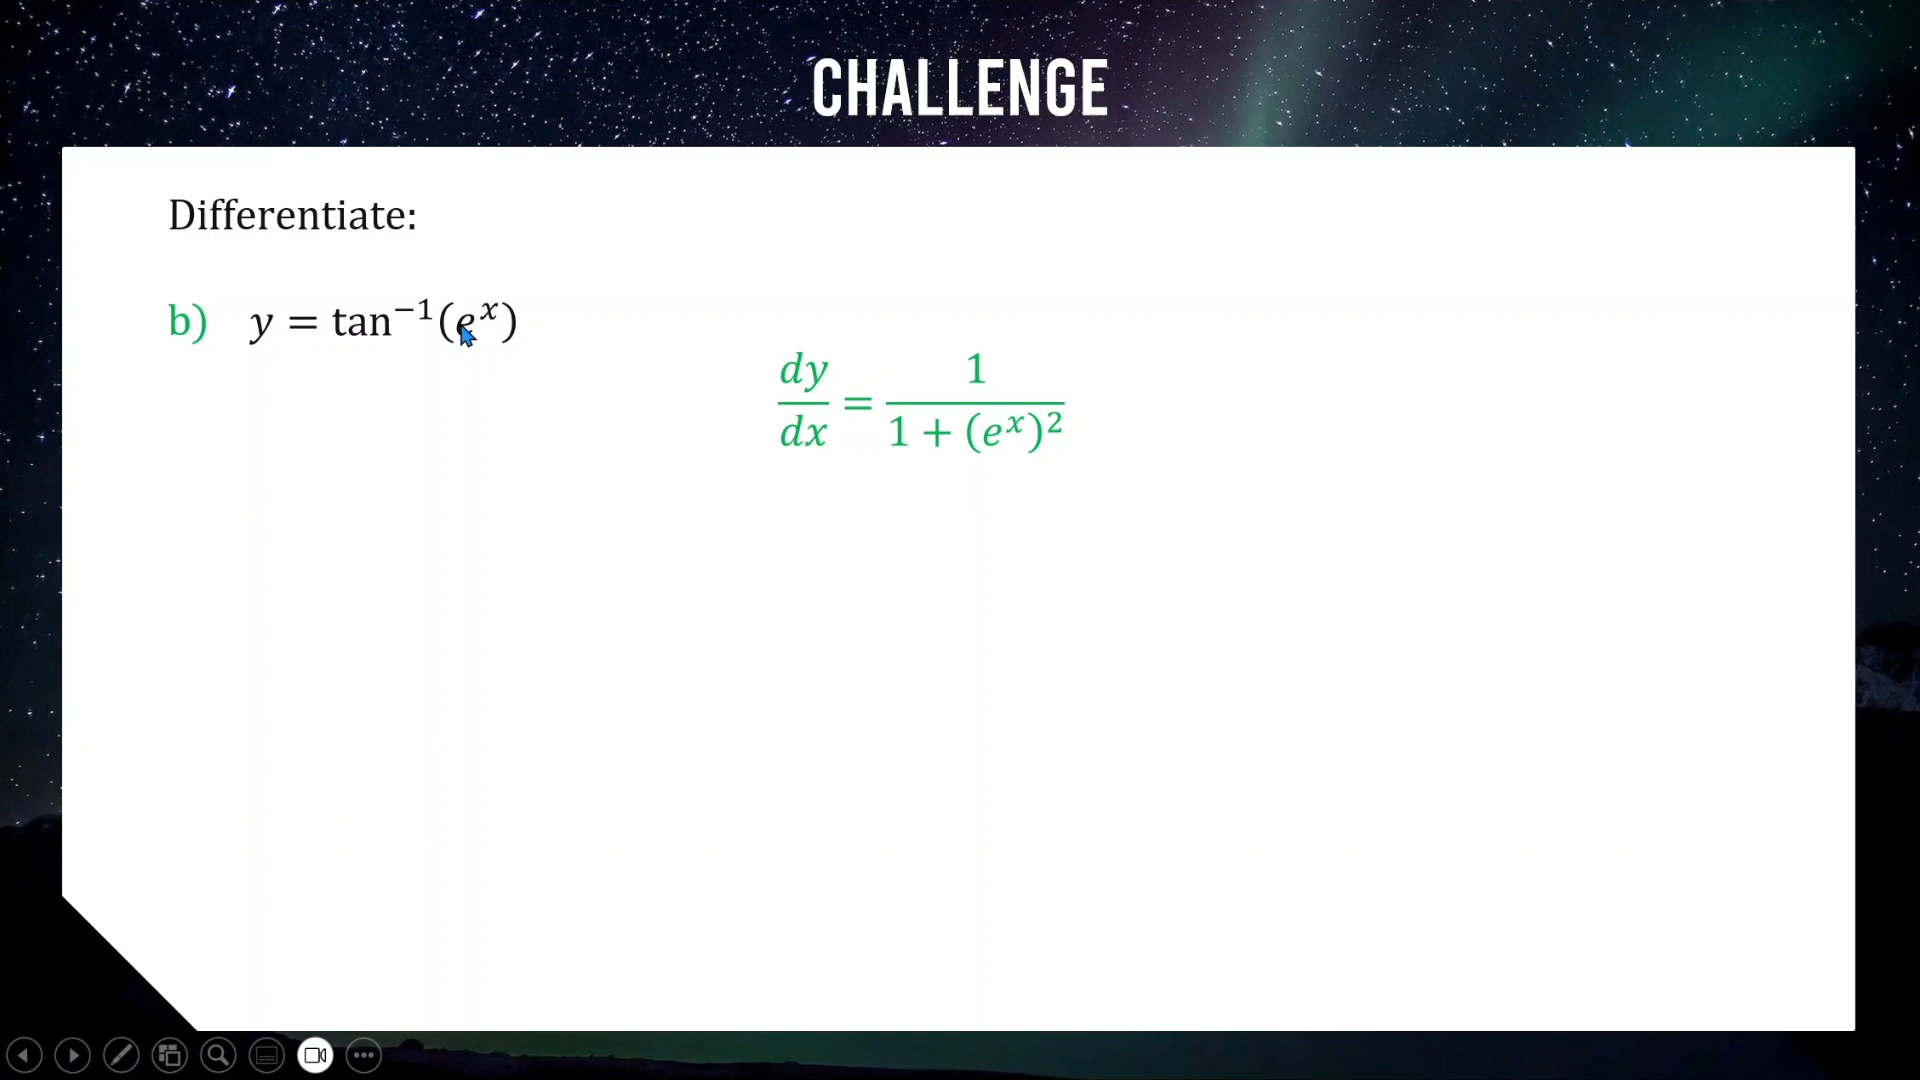 CHALLENGE
Differentiate:
b) y = tan⁻¹(eˣ)
dy/dx = 1/(1 + (eˣ)²)